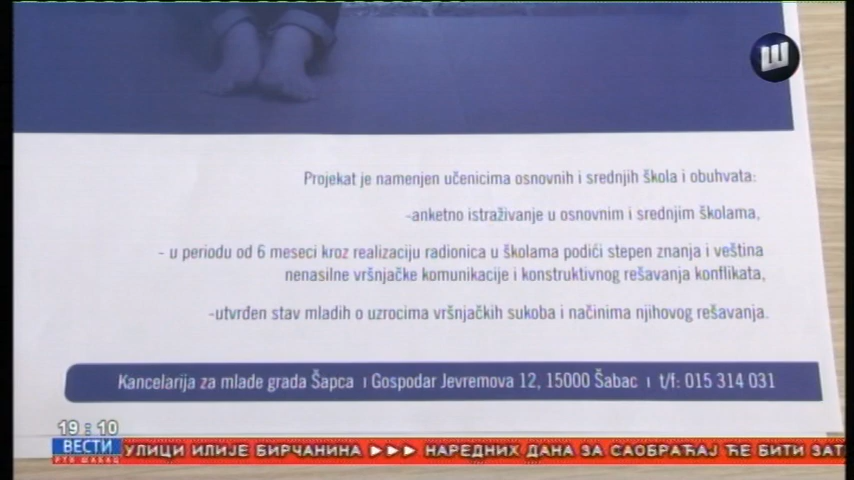 Ш
Projekat je namenjen učenicima osnovnih i srednjih škola i obuhvata:
-anketno istraživanje u osnovnim i srednjim školama,
- u periodu od 6 meseci kroz realizaciju radionica u školama podići stepen znanja i veština
nenasilne vršnjačke komunikacije i konstruktivnog rešavanja konflikata,
-utvrđen stav mladih o uzrocima vršnjačkih sukoba i načinima njihovog rešavanja.
Kancelarija za mlade grada Šapca ı Gospodar Jevremova 12, 15000 Šabac ı t/f: 015 314 031
19:10
ВЕСТИ
РТВ ШАБАЦ
УЛИЦИ ИЛИЈЕ БИРЧАНИНА ►►► НАРЕДНИХ ДАНА ЗА САОБРАЋАЈ ЋЕ БИТИ ЗАТ